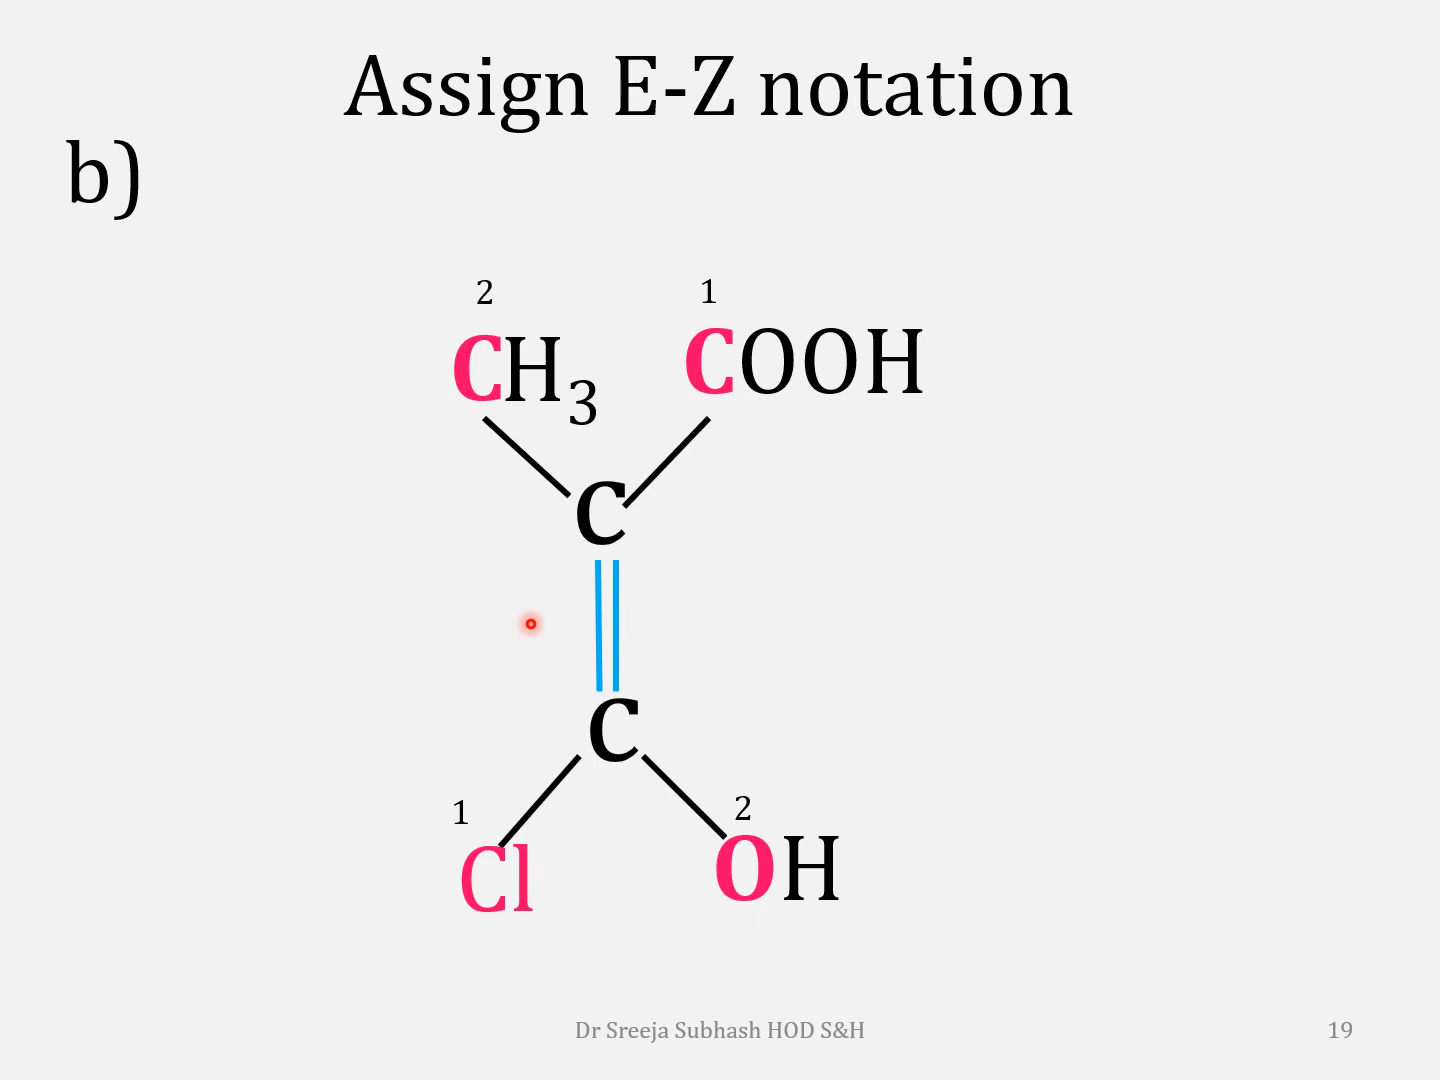 Assign E-Z notation
b)
2 1
CH3 COOH
C
C
1 2
Cl OH
Dr Sreeja Subhash HOD S&H 19